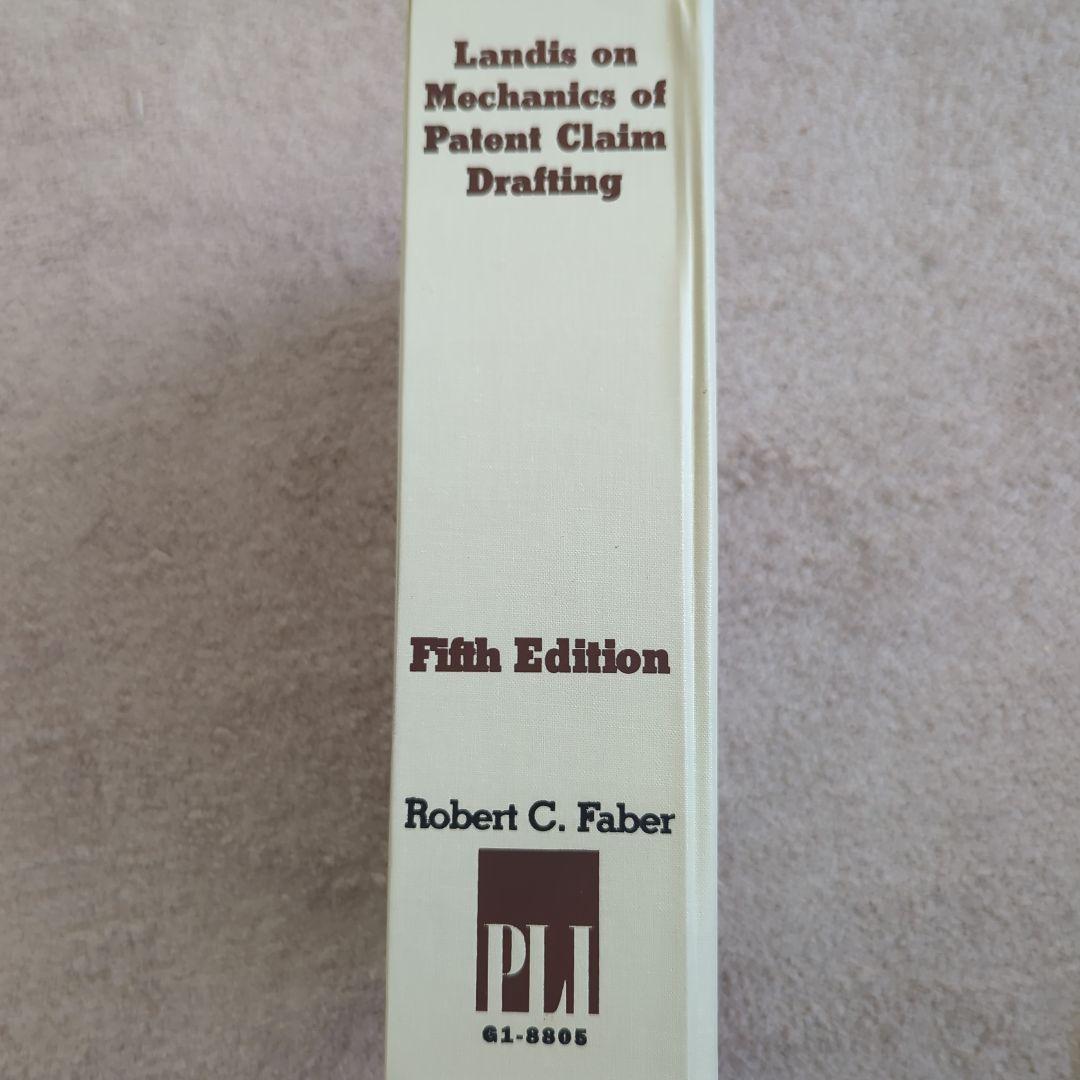 Landis on
Mechanics of
Patent Claim
Drafting
Fifth Edition
Robert C. Faber
PLI
G1-8805